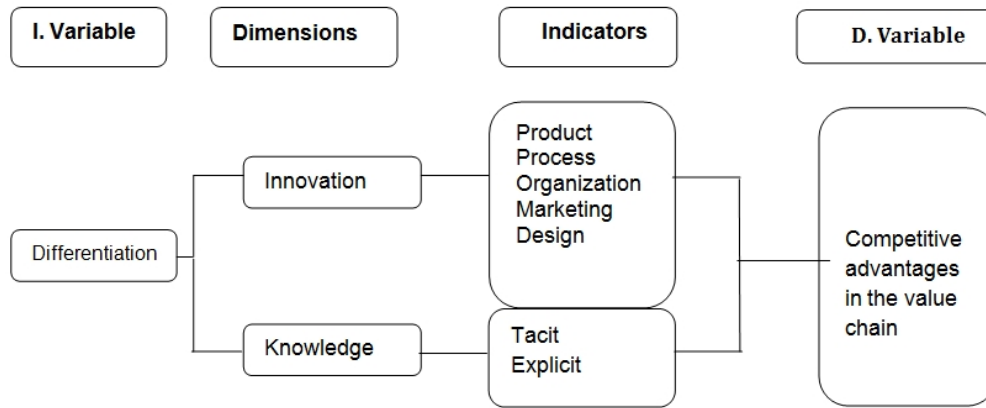 I. Variable
Dimensions
Indicators
D. Variable
Differentiation
Innovation
Knowledge
Product
Process
Organization
Marketing
Design
Tacit
Explicit
Competitive
advantages
in the value
chain